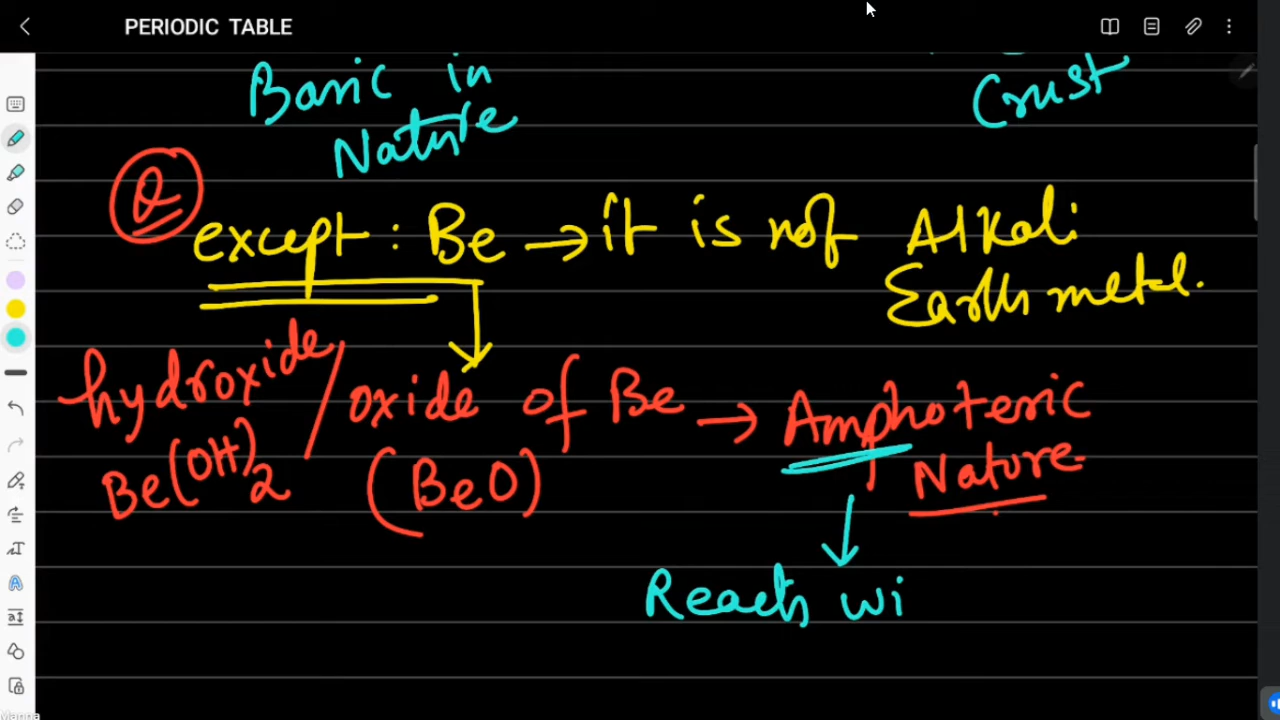 PERIODIC TABLE
Basic in
Nature
Crust
Q except : Be → it is not Alkali
Earth metal.
hydroxide / oxide of Be → Amphoteric
Be(OH)2 (BeO) Nature
Reacts wi